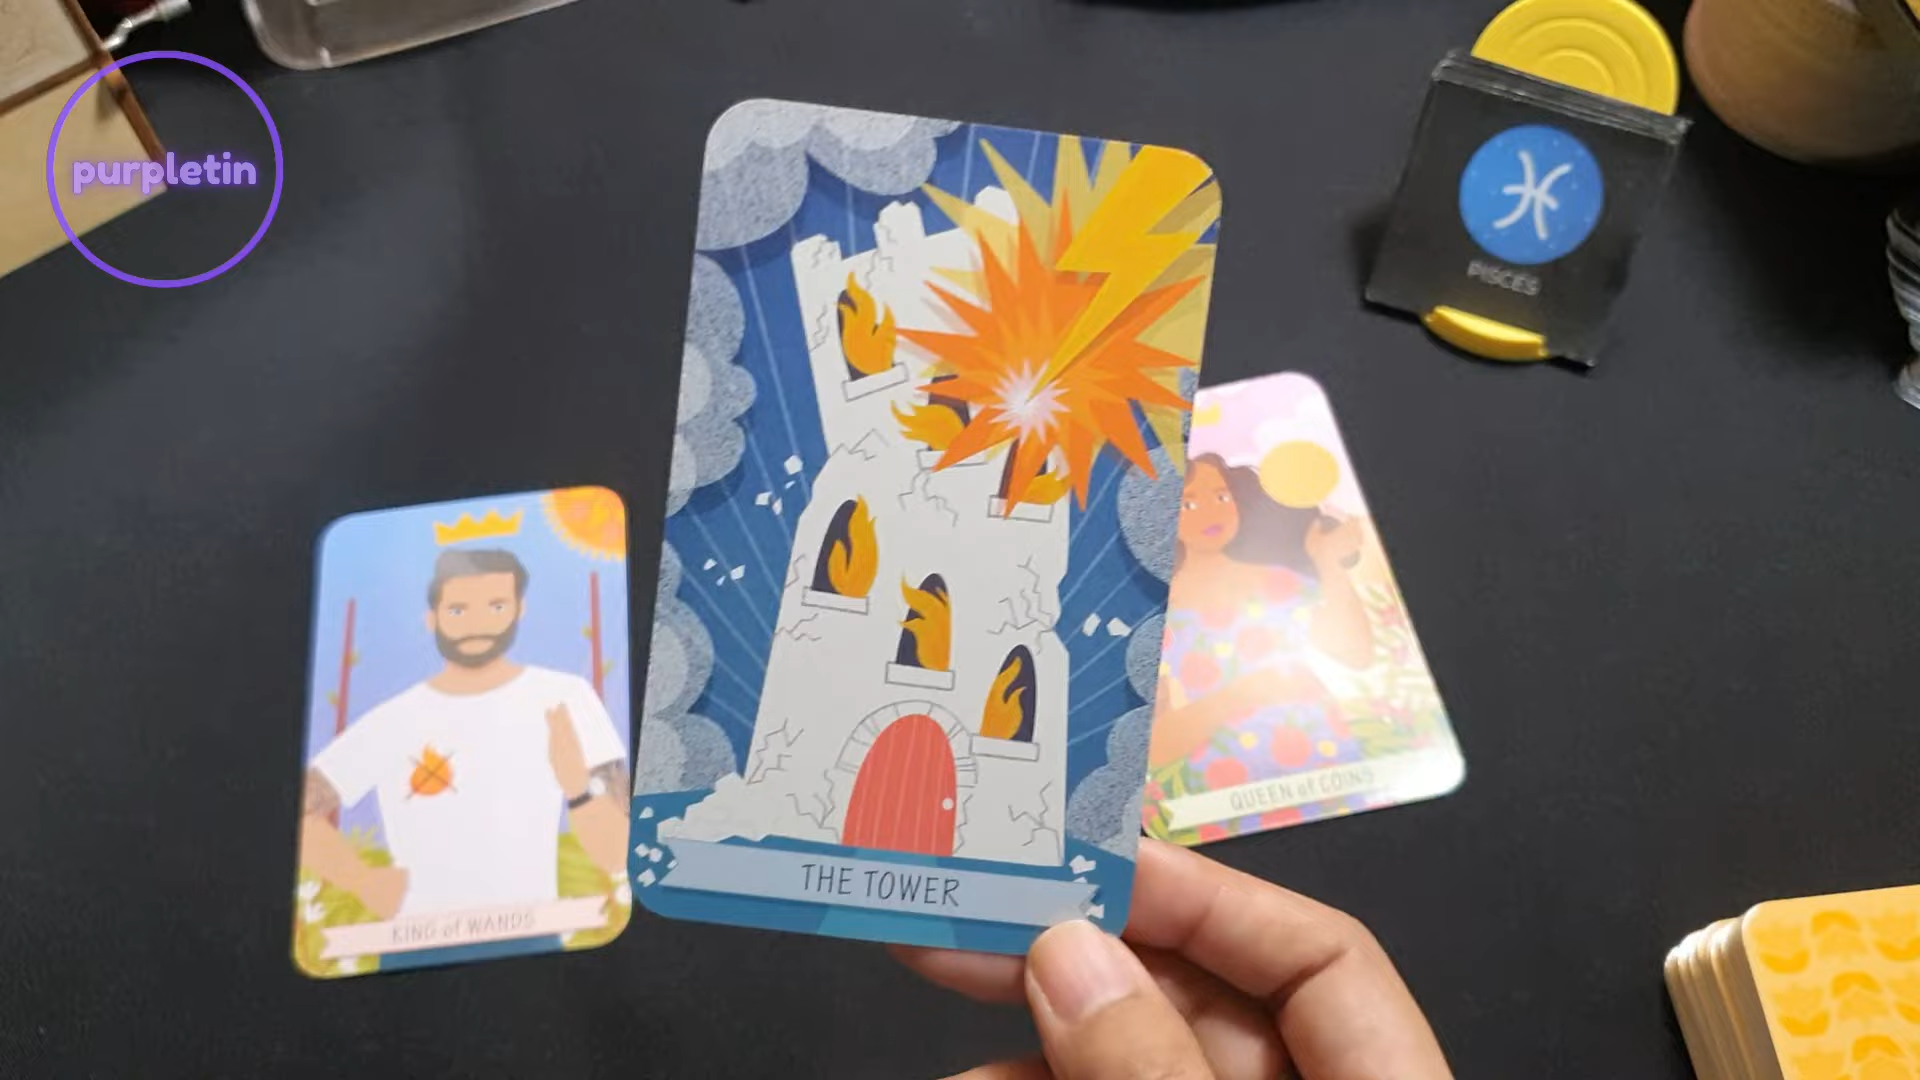 purpletin
PISCES
THE TOWER
KING of WANDS
QUEEN of COINS